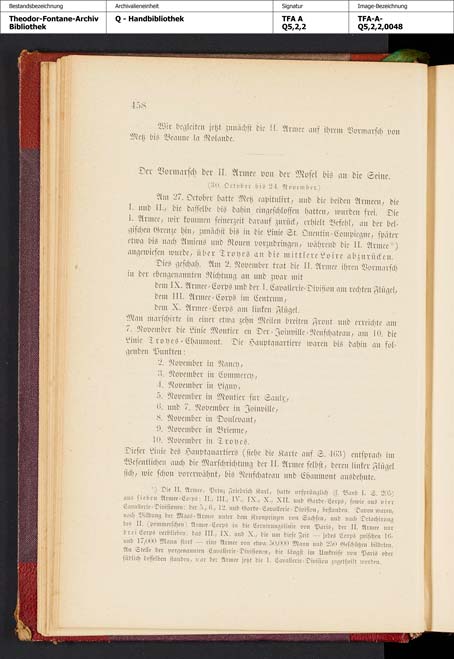 Bestandsbezeichnung Archivalieneinheit Signatur Image-Bezeichnung
Theodor-Fontane-Archiv Q - Handbibliothek TFA A TFA-A-
Bibliothek Q5,2,2 Q5,2,2,0048
458
Wir begleiten jetzt zunächst die II. Armee auf ihrem Vormarsch von
Metz bis Beaune la Rolande.
Der Vormarsch der II. Armee von der Mosel bis an die Seine.
(30. October bis 24. November)
Am 27. October hatte Metz capitulirt, und die beiden Armeen, die
I. und II., die dasselbe bis dahin eingeschlossen hatten, wurden frei. Die
I. Armee, wir kommen seinerzeit darauf zurück, erhielt Befehl, an der bel-
gischen Grenze hin, zunächst bis in die Linie St. Quentin-Compiegne, später
etwa bis nach Amiens und Rouen vorzudringen, während die II. Armee*)
angewiesen wurde, über Troyes an die mittlere Loire abzurücken.
Dies geschah. Am 2. November trat die II. Armee ihren Vormarsch
in der ebengenannten Richtung an und zwar mit
dem IX. Armee-Corps und der 1. Cavallerie-Division am rechten Flügel,
dem III. Armee-Corps im Centrum,
dem X. Armee-Corps am linken Flügel.
Man marschirte in einer etwa zehn Meilen breiten Front und erreichte am
7. November die Linie Montier en Der-Joinville-Neufchateau, am 10. die
Linie Troyes-Chaumont. Die Hauptquartiere waren bis dahin an fol-
genden Punkten:
2. November in Nancy,
3. November in Commercy,
4. November in Ligny,
5. November in Montier sur Saulx,
6. und 7. November in Joinville,
8. November in Doulevant,
9. November in Brienne,
10. November in Troyes.
Dieser Linie des Hauptquartiers (siehe die Karte auf S. 463) entsprach im
Wesentlichen auch die Marschrichtung der II. Armee selbst, deren linker Flügel
sich, wie schon vorerwähnt, bis Neufchateau und Chaumont ausdehnte.
*) Die II. Armee, Prinz Friedrich Karl, hatte ursprünglich (s. Band I. S. 205)
aus sieben Armee-Corps: II., III., IV., IX., X., XII. und Garde-Corps, sowie aus vier
Cavallerie-Divisionen: der 5., 6., 12. und Garde-Cavallerie-Division, bestanden. Davon waren,
nach Bildung der Maas-Armee unter dem Kronprinzen von Sachsen, und nach Detachirung
des II. (pommerschen) Armee-Corps in die Cernirungslinie von Paris, der II. Armee nur
drei Corps verblieben: das III., IX. und X., die um diese Zeit — jedes Corps zwischen 16-
und 17,000 Mann stark — eine Armee von etwa 50,000 Mann und 250 Geschützen bildeten.
An Stelle der vorgenannten Cavallerie-Divisionen, die längst im Umkreise von Paris oder
südlich desselben standen, war der Armee jetzt die 1. Cavallerie-Division zugetheilt worden.